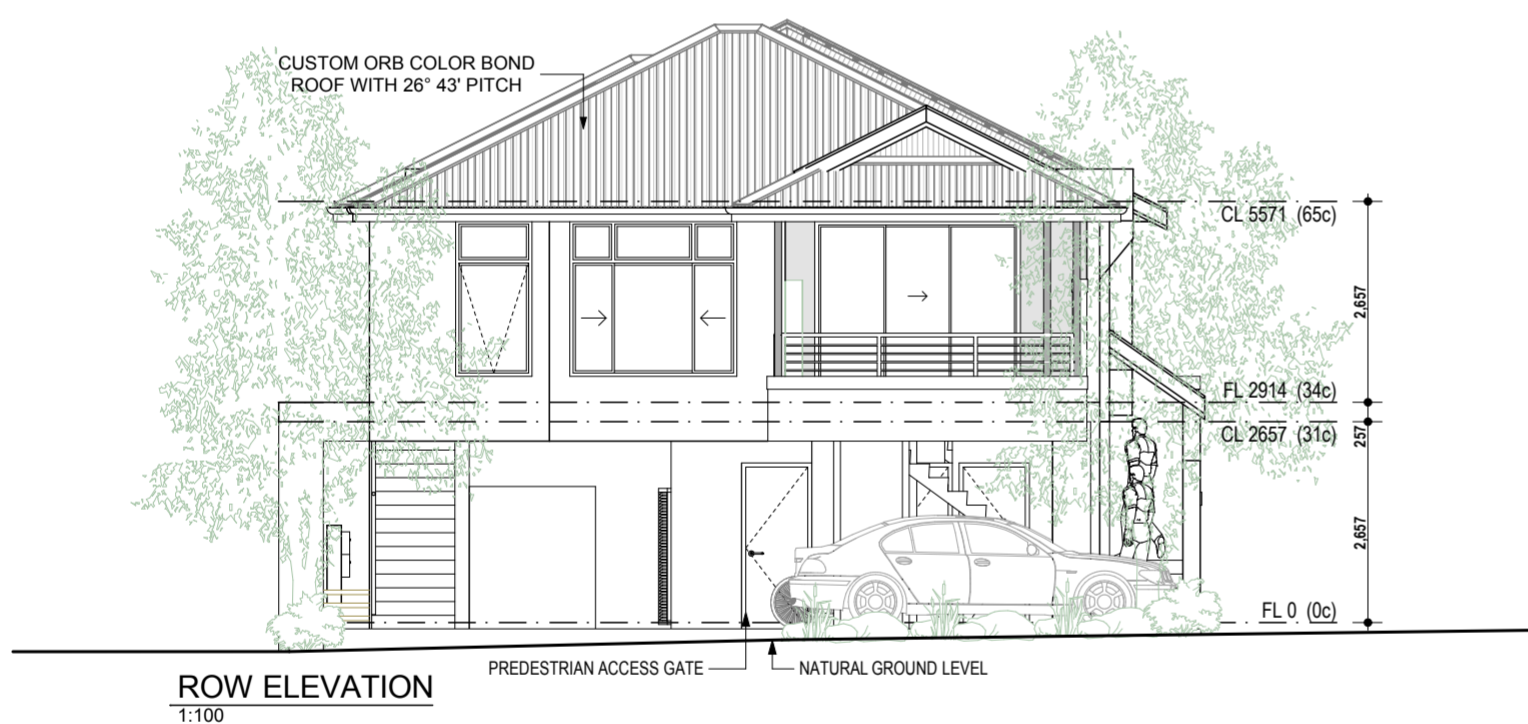 CUSTOM ORB COLOR BOND
ROOF WITH 26° 43' PITCH
CL 5571 (65c)
2,657
FL 2914 (34c)
257
CL 2657 (31c)
2,657
FL 0 (0c)
PREDESTRIAN ACCESS GATE
NATURAL GROUND LEVEL
ROW ELEVATION
1:100